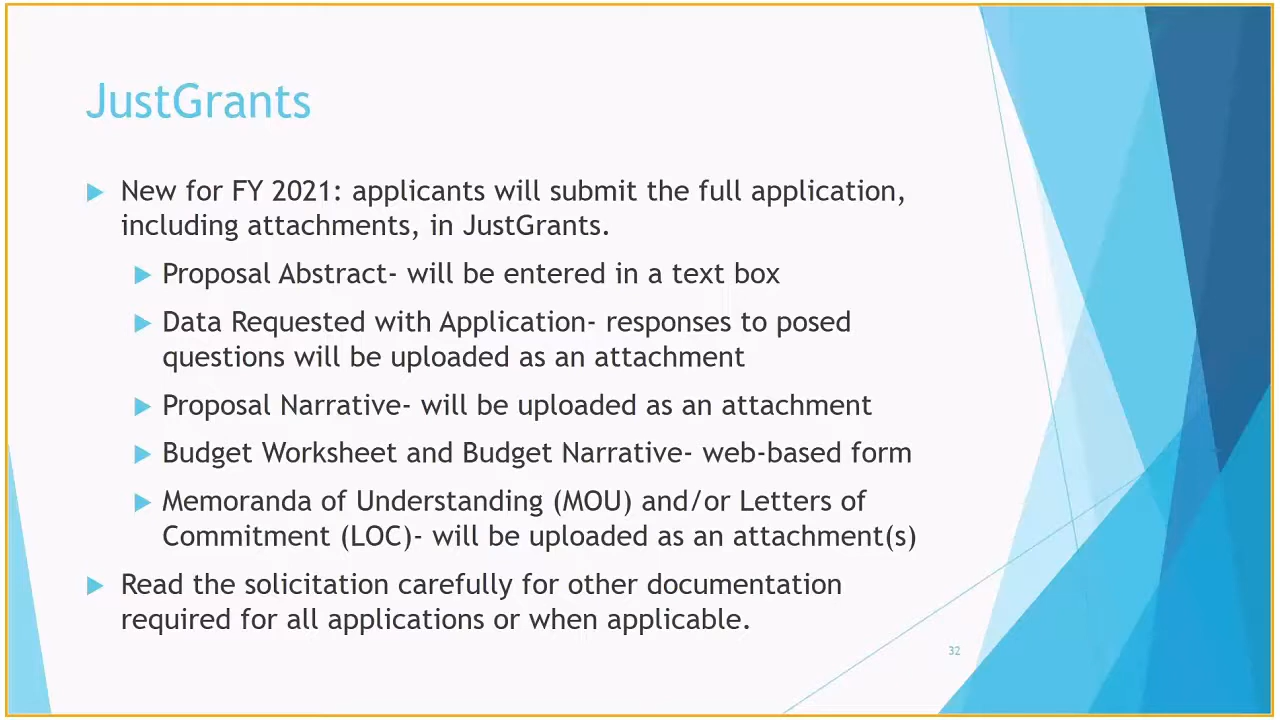 JustGrants
New for FY 2021: applicants will submit the full application,
including attachments, in JustGrants.
Proposal Abstract- will be entered in a text box
Data Requested with Application- responses to posed
questions will be uploaded as an attachment
Proposal Narrative- will be uploaded as an attachment
Budget Worksheet and Budget Narrative- web-based form
Memoranda of Understanding (MOU) and/or Letters of
Commitment (LOC)- will be uploaded as an attachment(s)
Read the solicitation carefully for other documentation
required for all applications or when applicable.
32